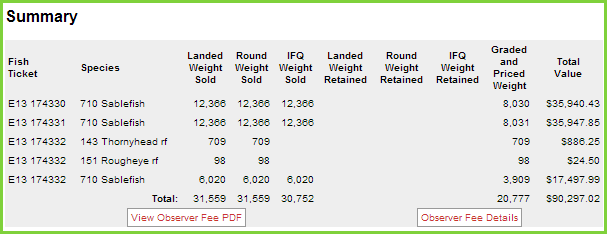 Summary
Fish Ticket Species Landed Weight Sold Round Weight Sold IFQ Weight Sold Landed Weight Retained Round Weight Retained IFQ Weight Retained Graded and Priced Weight Total Value
E13 174330 710 Sablefish 12,366 12,366 12,366 8,030 $35,940.43
E13 174331 710 Sablefish 12,366 12,366 12,366 8,031 $35,947.85
E13 174332 143 Thornyhead rf 709 709 709 $886.25
E13 174332 151 Rougheye rf 98 98 98 $24.50
E13 174332 710 Sablefish 6,020 6,020 6,020 3,909 $17,497.99
Total: 31,559 31,559 30,752 20,777 $90,297.02
View Observer Fee PDF Observer Fee Details